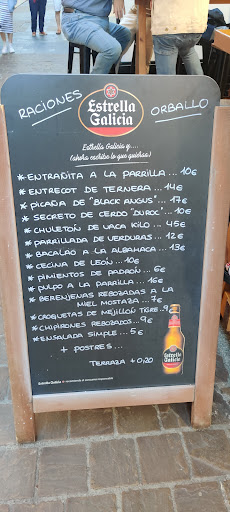 RACIONES
Estrella
Galicia
ORBALLO
Estrella Galicia y....
(ahora escribe lo que quieras)
* ENTRAÑITA A LA PARRILLA... 10€
* ENTRECOT DE TERNERA... 14€
* PICAÑA DE "BLACK ANGUS"... 17€
* SECRETO DE CERDO "DUROC"... 10€
* CHULETÓN DE VACA KILO... 45€
* PARRILLADA DE VERDURAS... 12€
* BACALAO A LA ALBAHACA... 13€
* CECINA DE LEÓN... 10€
* PIMIENTOS DE PADRÓN... 6€
* PULPO A LA PARRILLA... 16€
* BERENJENAS REBOZADAS A LA
MIEL MOSTAZA.. 7€
* CROQUETAS DE MEJILLÓN TIGRE.. 9€
* CHIPIRONES REBOZADOS.. 9€
* ENSALADA SIMPLE... 5€
+ POSTRES...
TERRAZA +0,20
Estrella
Galicia